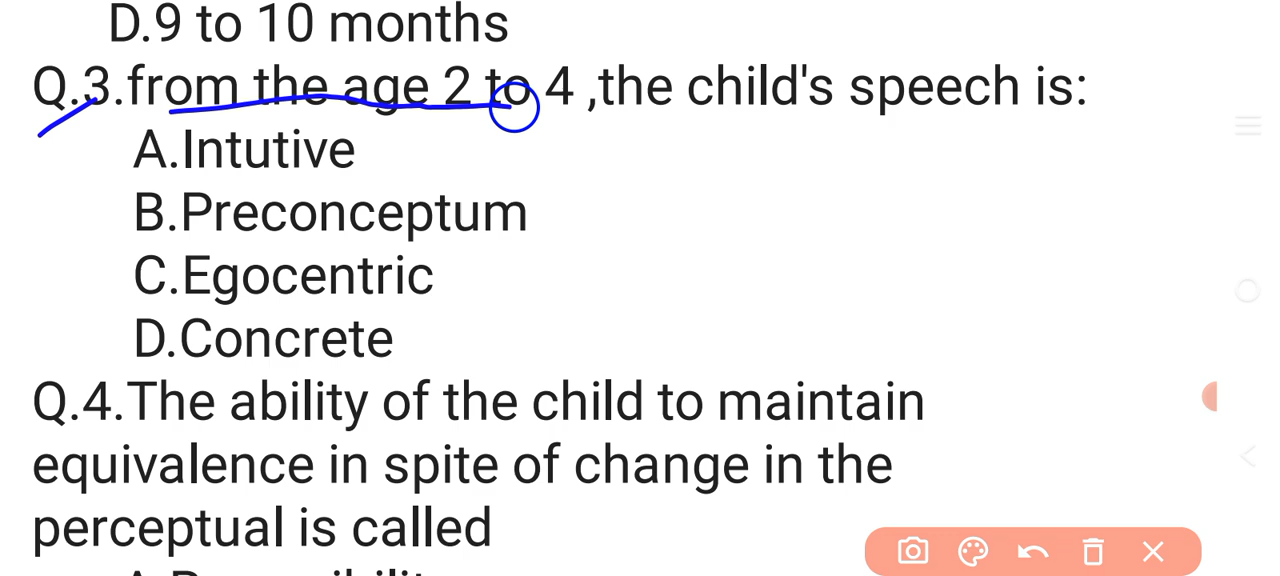 D.9 to 10 months
Q.3.from the age 2 to 4 ,the child's speech is:
A.Intutive
B.Preconceptum
C.Egocentric
D.Concrete
Q.4.The ability of the child to maintain
equivalence in spite of change in the
perceptual is called